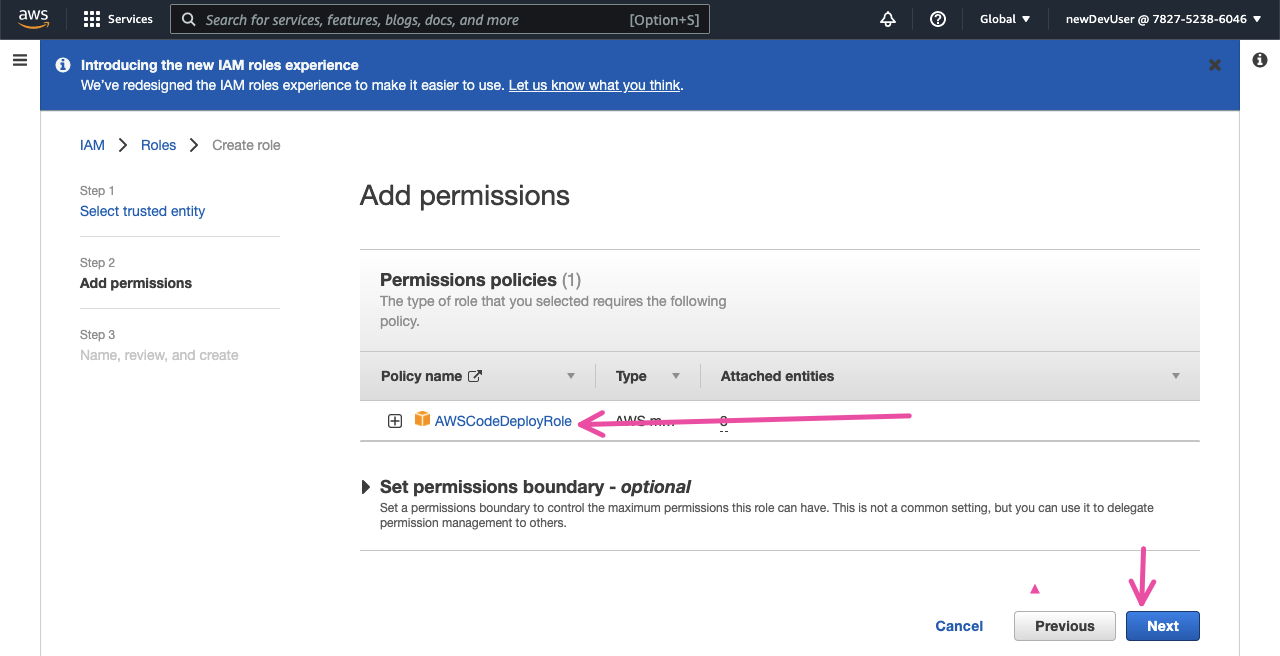 aws
Services
Search for services, features, blogs, docs, and more [Option+S]
Global
newDevUser @ 7827-5238-6046
Introducing the new IAM roles experience
We've redesigned the IAM roles experience to make it easier to use. Let us know what you think.
IAM > Roles > Create role
Step 1
Select trusted entity
Step 2
Add permissions
Step 3
Name, review, and create
Add permissions
Permissions policies (1)
The type of role that you selected requires the following
policy.
Policy name Type Attached entities
AWSCodeDeployRole AWS m... 0
Set permissions boundary - optional
Set a permissions boundary to control the maximum permissions this role can have. This is not a common setting, but you can use it to delegate
permission management to others.
Cancel Previous Next